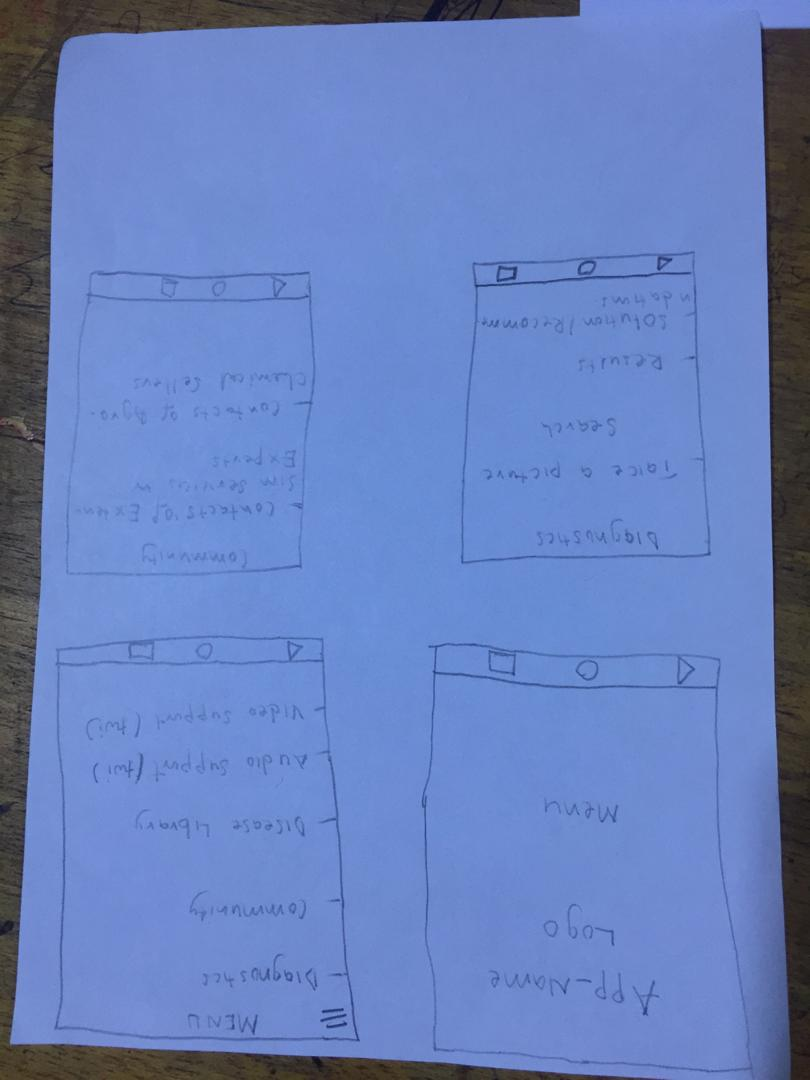 App-Name
Logo
Menu
MENU
- Diagnostics
- Community
- Disease Library
- Audio support (twi)
- Video support (twi)
Diagnostics
- Take a picture
Search
- Results
- Solution/Recomme
ndations
Community
- Contacts of Exten-
sion services n
Experts
- Contacts of Agro-
Chemical Sellers